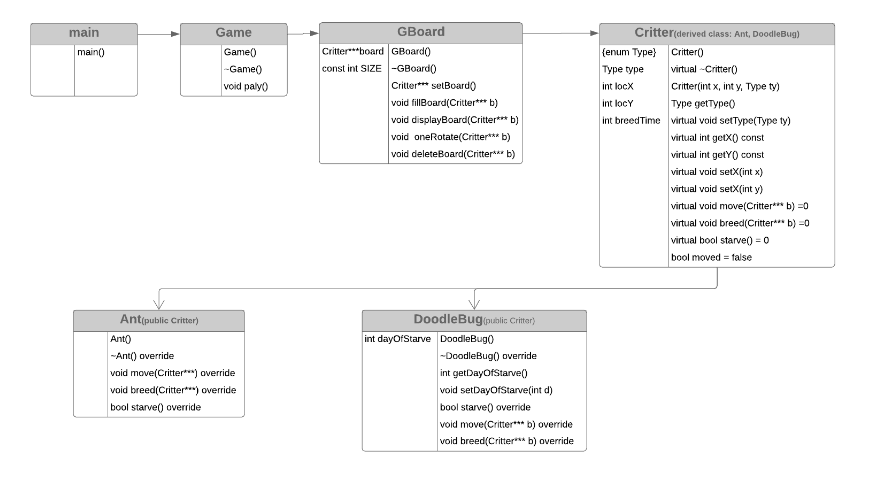 main
main()
Game
Game()
~Game()
void paly()
GBoard
Critter***board
const int SIZE
GBoard()
~GBoard()
Critter*** setBoard()
void fillBoard(Critter*** b)
void displayBoard(Critter*** b)
void oneRotate(Critter*** b)
void deleteBoard(Critter*** b)
Critter(derived class: Ant, DoodleBug)
{enum Type}
Type type
int locX
int locY
int breedTime
Critter()
virtual ~Critter()
Critter(int x, int y, Type ty)
Type getType()
virtual void setType(Type ty)
virtual int getX() const
virtual int getY() const
virtual void setX(int x)
virtual void setX(int y)
virtual void move(Critter*** b) =0
virtual void breed(Critter*** b) =0
virtual bool starve() = 0
bool moved = false
Ant(public Critter)
Ant()
~Ant() override
void move(Critter***) override
void breed(Critter***) override
bool starve() override
DoodleBug(public Critter)
int dayOfStarve
DoodleBug()
~DoodleBug() override
int getDayOfStarve()
void setDayOfStarve(int d)
bool starve() override
void move(Critter*** b) override
void breed(Critter*** b) override